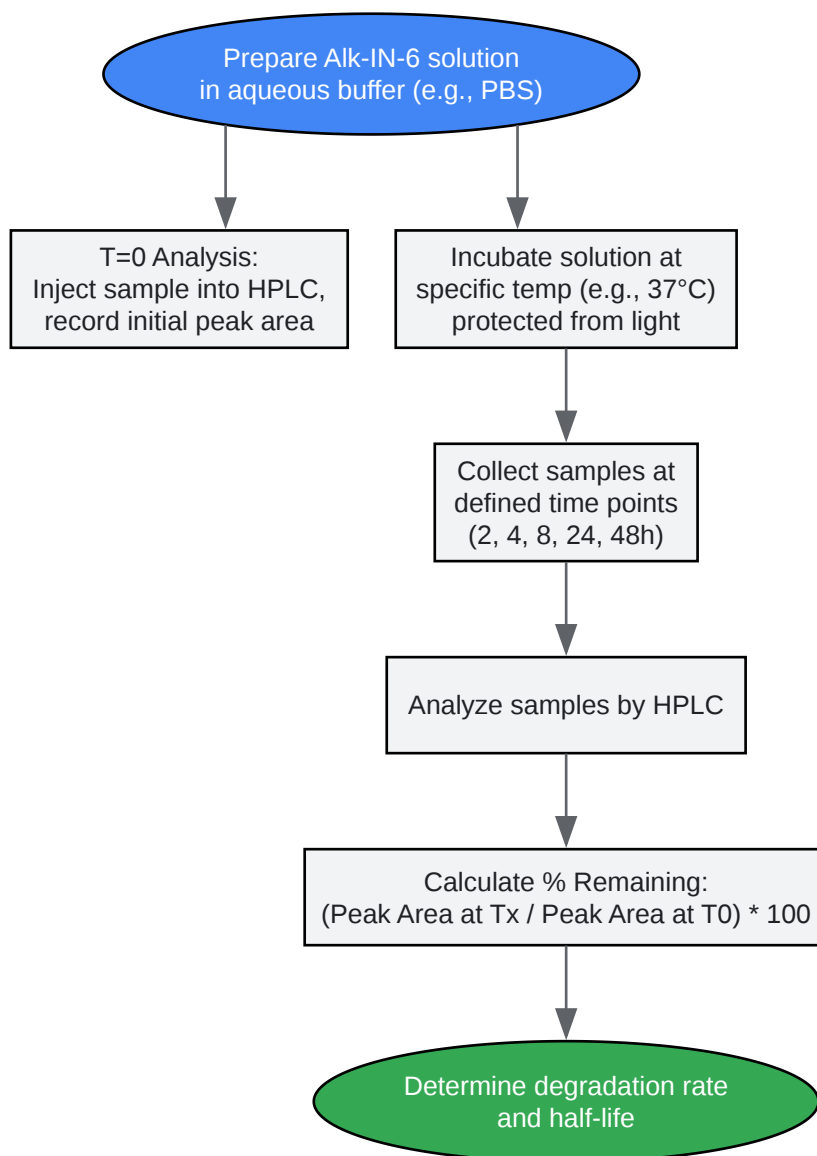 Prepare Alk-IN-6 solution
in aqueous buffer (e.g., PBS)
T=0 Analysis:
Inject sample into HPLC,
record initial peak area
Incubate solution at
specific temp (e.g., 37°C)
protected from light
Collect samples at
defined time points
(2, 4, 8, 24, 48h)
Analyze samples by HPLC
Calculate % Remaining:
(Peak Area at Tx / Peak Area at T0) * 100
Determine degradation rate
and half-life